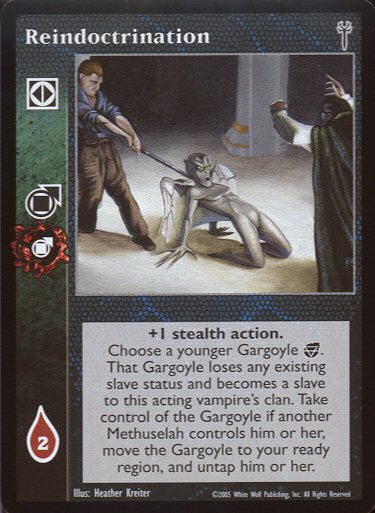 Reindoctrination
+1 stealth action.
Choose a younger Gargoyle .
That Gargoyle loses any existing
slave status and becomes a slave
to this acting vampire's clan. Take
control of the Gargoyle if another
Methuselah controls him or her,
move the Gargoyle to your ready
region, and untap him or her.
2
Illus: Heather Kreiter
©2005 White Wolf Publishing, Inc. All Rights Reserved